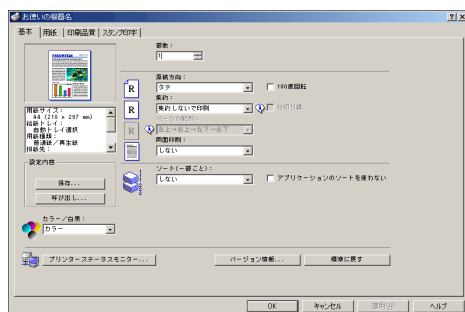 お使いの機器名
基本
用紙
印刷品質
スタンプ印字
部数:
1
原稿方向:
タテ
180度回転
集約:
集約しないで印刷
仕切り線
ページの配列:
左上→右上→左下→右下
両面印刷:
しない
用紙サイズ:
A4 (210 x 297 mm)
給紙トレイ:
自動トレイ選択
用紙種類:
普通紙／再生紙
排紙先:
設定内容
保存...
呼び出し...
ソート(一部ごと):
しない
アプリケーションのソートを使わない
カラー／白黒:
カラー
プリンターステータスモニター...
バージョン情報...
標準に戻す
OK
キャンセル
適用(A)
ヘルプ